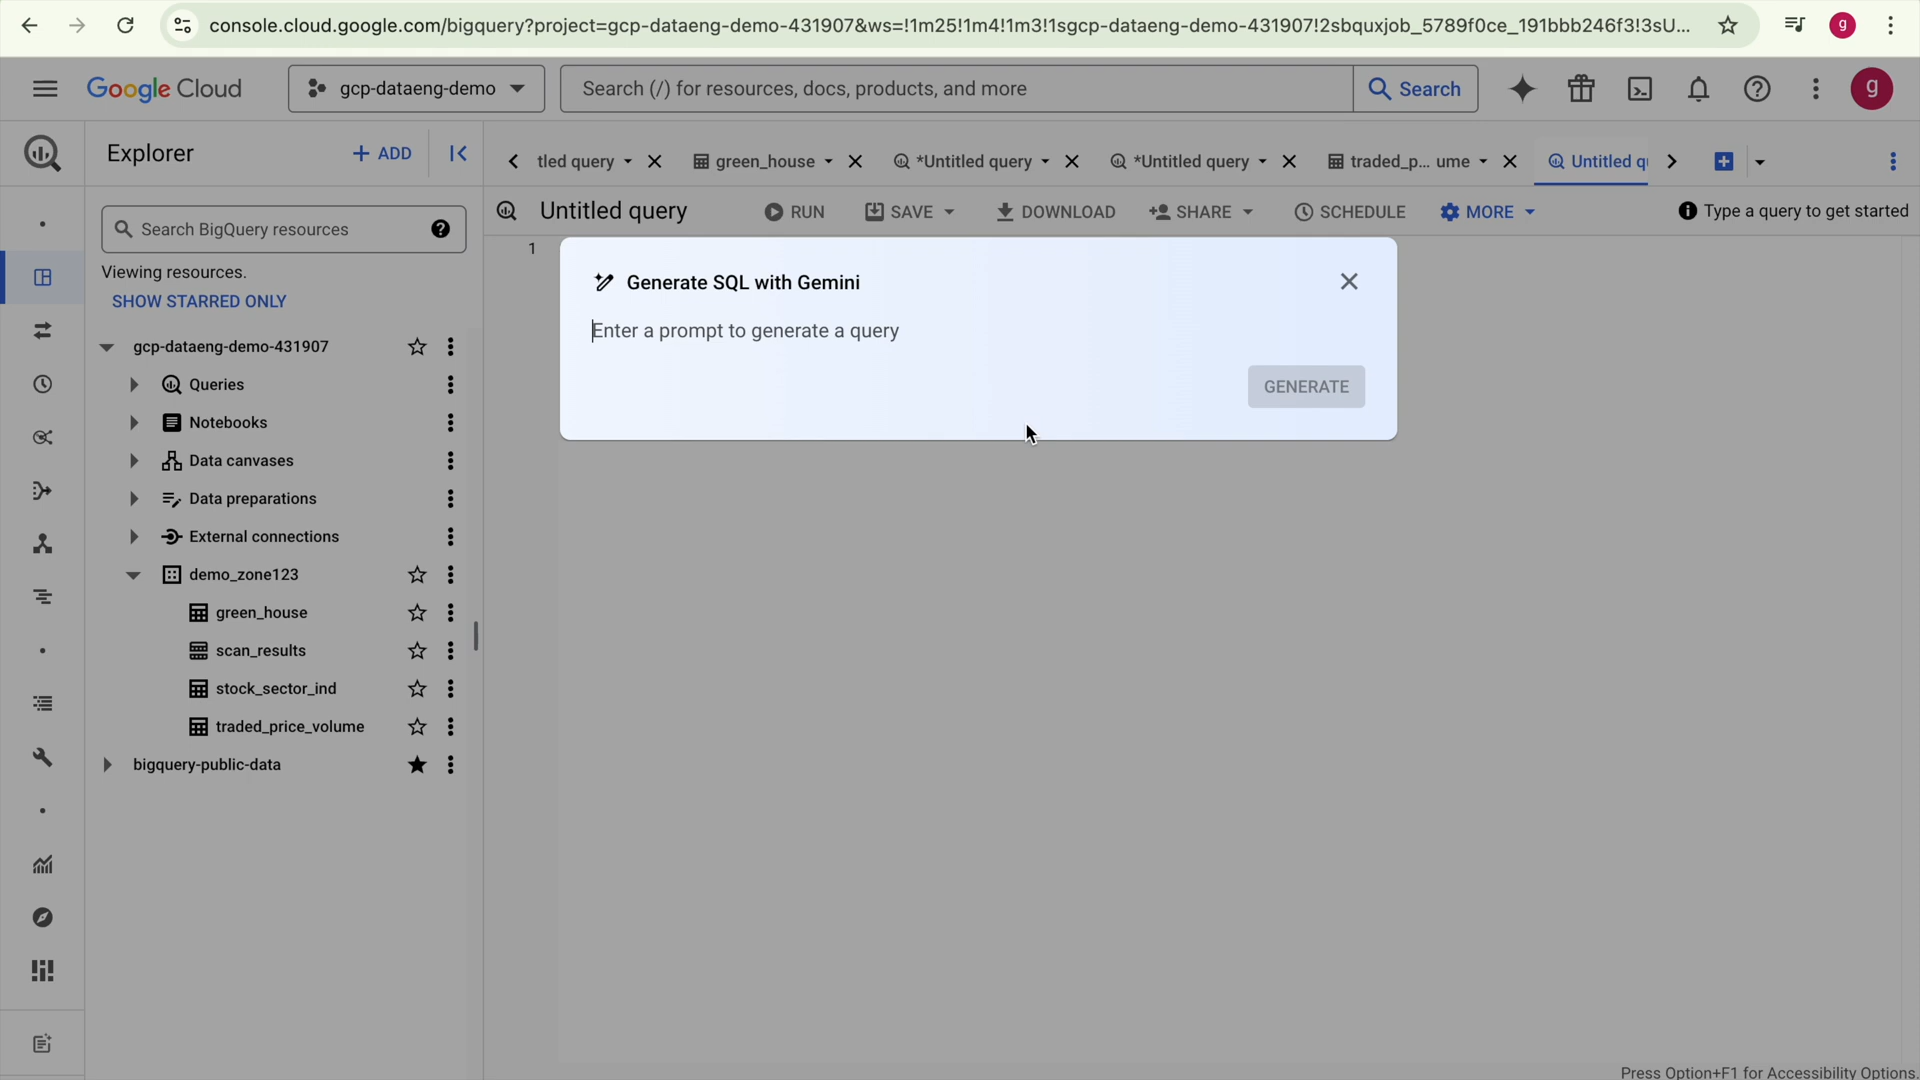 console.cloud.google.com/bigquery?project=gcp-dataeng-demo-431907&ws=!1m25!1m4!1m3!1sgcp-dataeng-demo-431907!2sbquxjob_5789f0ce_191bbb246f3!3sU...
g
Google Cloud
gcp-dataeng-demo
Search (/) for resources, docs, products, and more
Search
g
Explorer
+ ADD
tled query
green_house
*Untitled query
*Untitled query
traded_p... ume
Untitled q
Untitled query
RUN
SAVE
DOWNLOAD
SHARE
SCHEDULE
MORE
Type a query to get started
Search BigQuery resources
Viewing resources.
SHOW STARRED ONLY
gcp-dataeng-demo-431907
Queries
Notebooks
Data canvases
Data preparations
External connections
demo_zone123
green_house
scan_results
stock_sector_ind
traded_price_volume
bigquery-public-data
1
Generate SQL with Gemini
Enter a prompt to generate a query
GENERATE
Press Option+F1 for Accessibility Options.